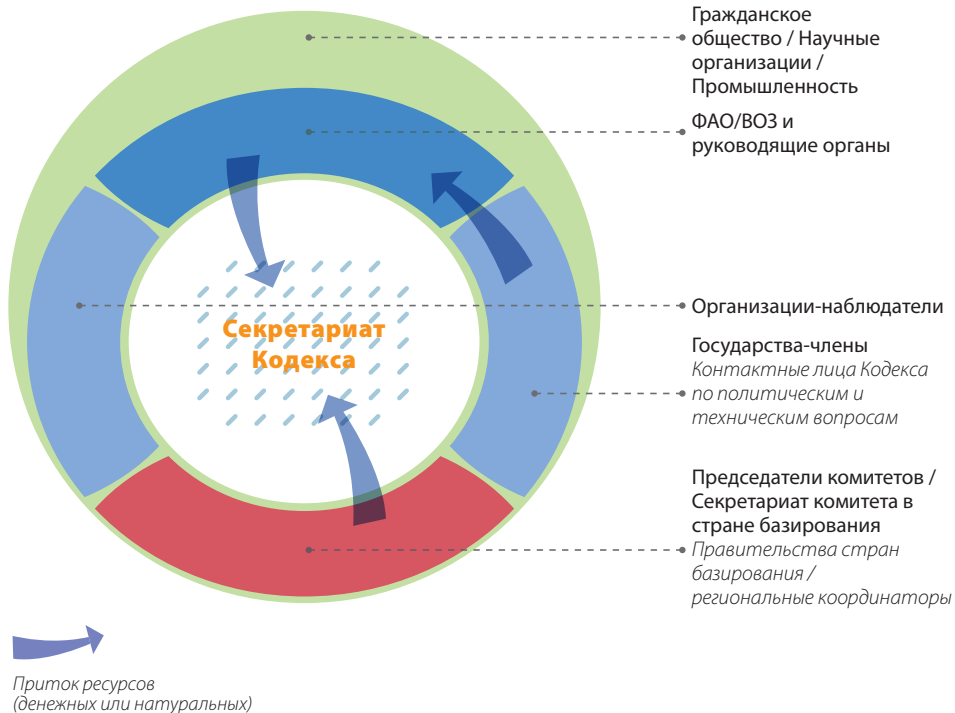 Гражданское
общество / Научные
организации /
Промышленность
ФАО/ВОЗ и
руководящие органы
Секретариат
Кодекса
Организации-наблюдатели
Государства-члены
Контактные лица Кодекса
по политическим и
техническим вопросам
Председатели комитетов /
Секретариат комитета в
стране базирования
Правительства стран
базирования /
региональные координаторы
Приток ресурсов
(денежных или натуральных)